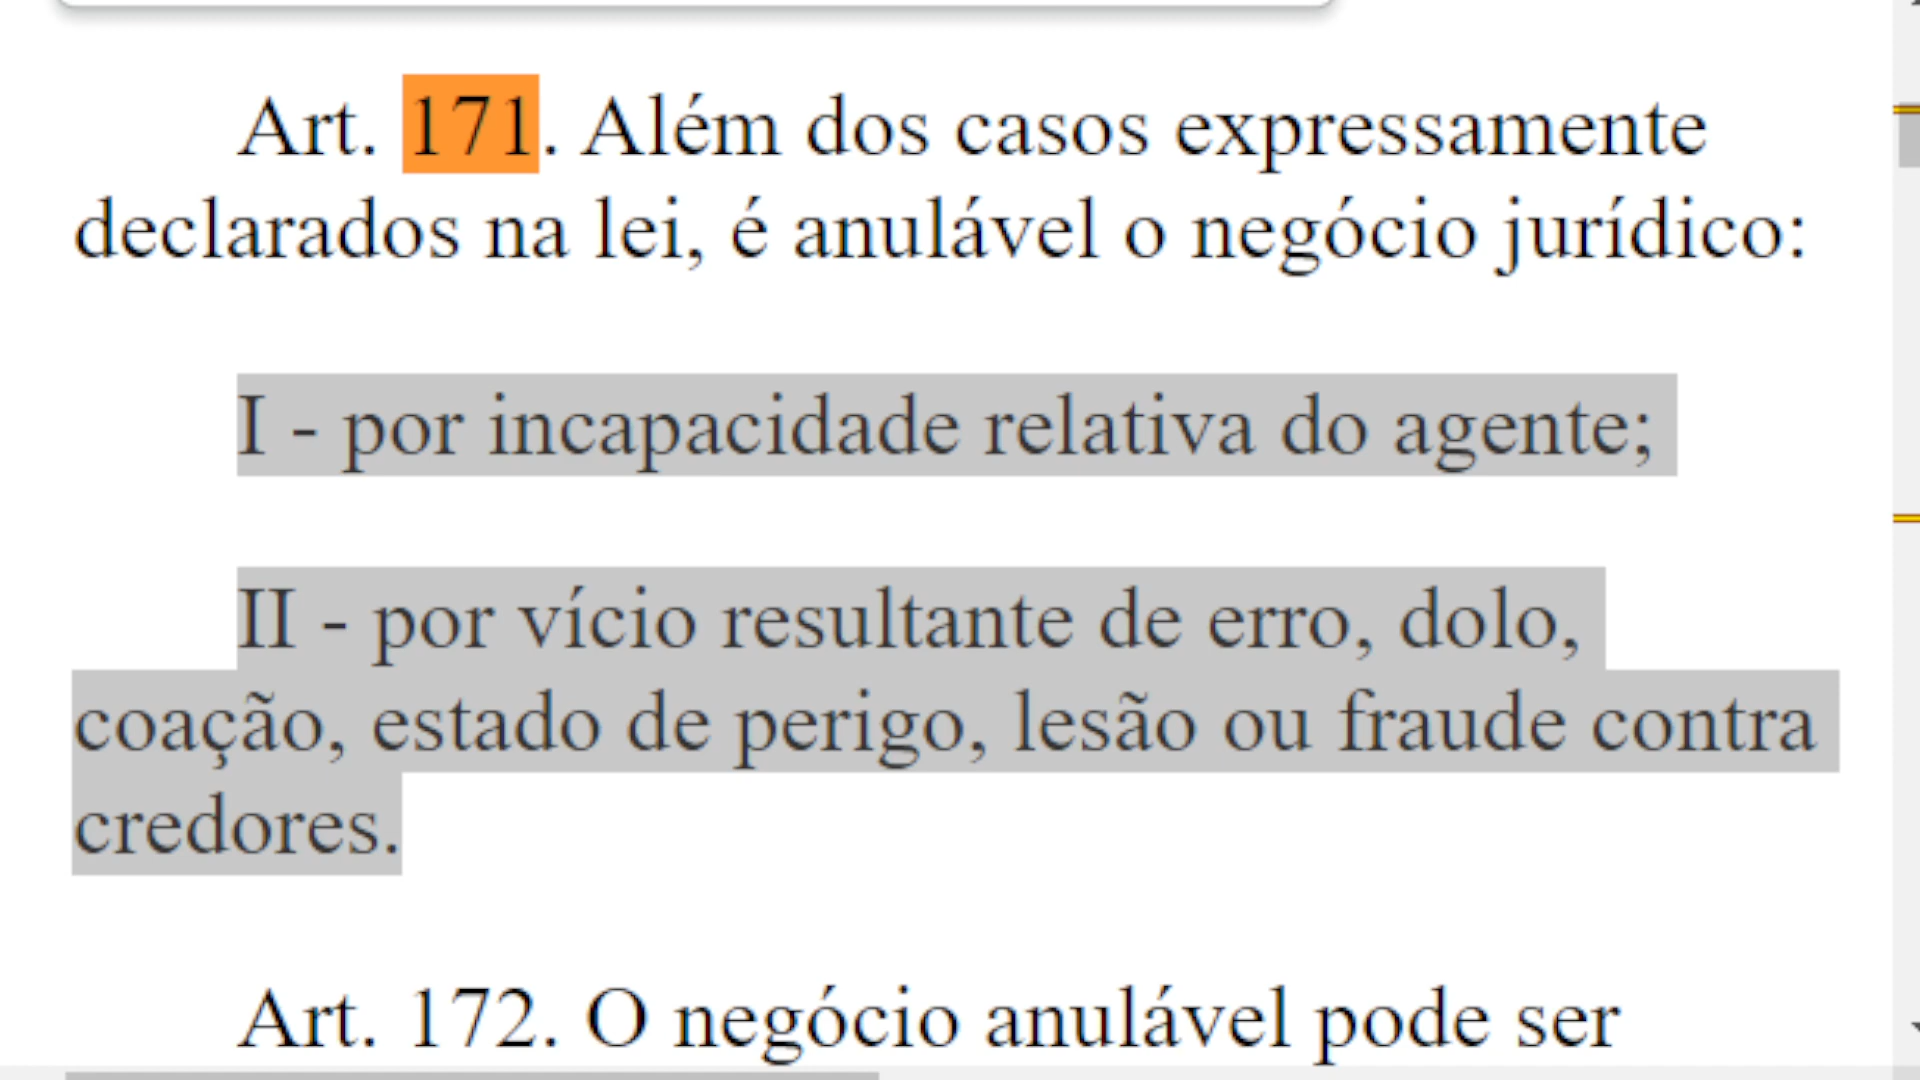 Art. 171. Além dos casos expressamente
declarados na lei, é anulável o negócio jurídico:
I - por incapacidade relativa do agente;
II - por vício resultante de erro, dolo,
coação, estado de perigo, lesão ou fraude contra
credores.
Art. 172. O negócio anulável pode ser